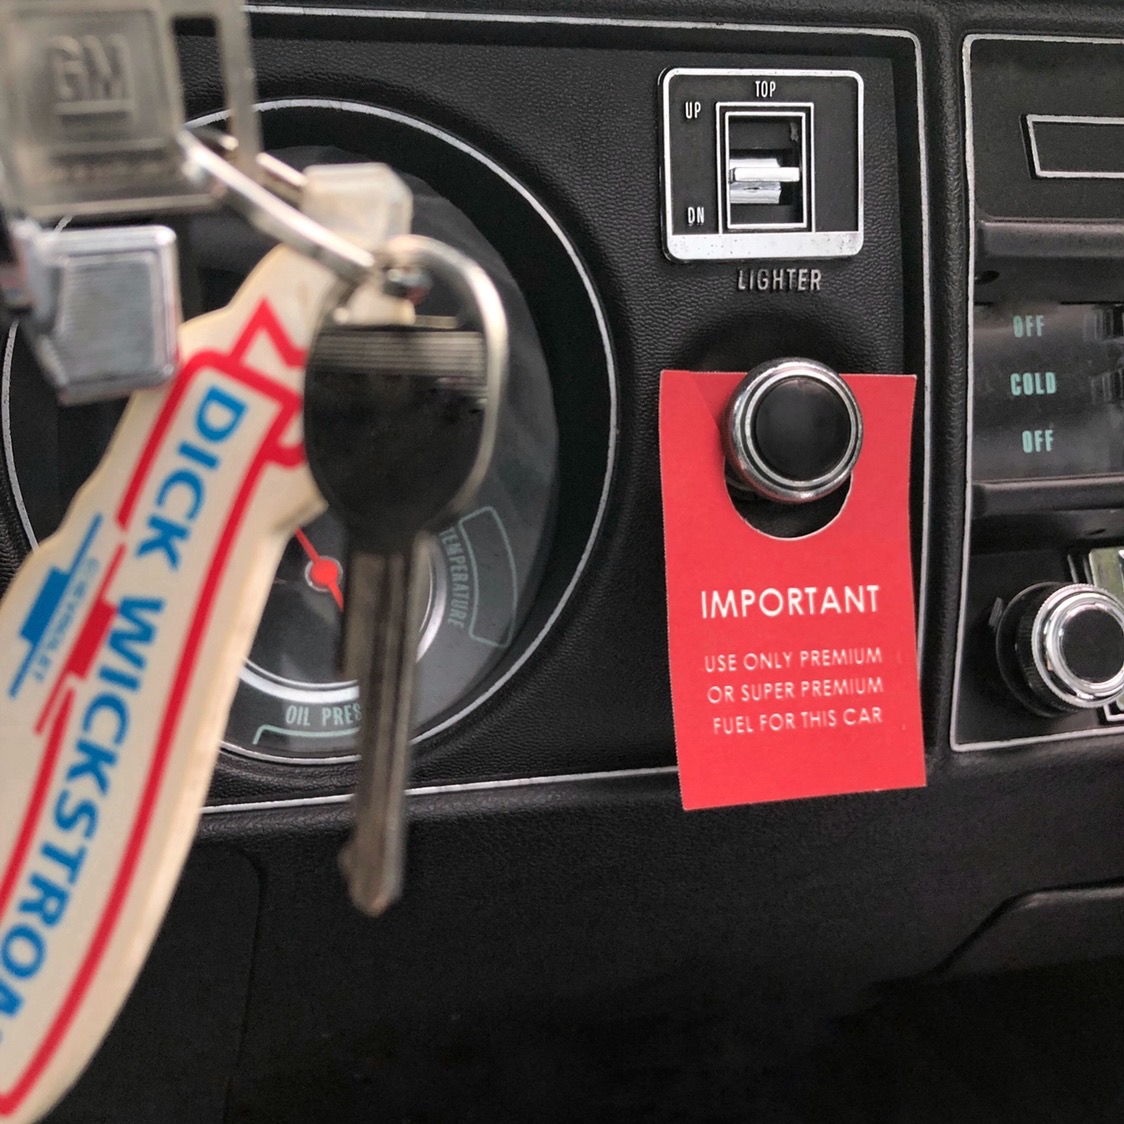 GM
TOP
UP
DN
LIGHTER
OFF
COLD
OFF
DICK WICKSTRO
CHEVROLET
TEMPERATURE
OIL PRES
IMPORTANT
USE ONLY PREMIUM
OR SUPER PREMIUM
FUEL FOR THIS CAR